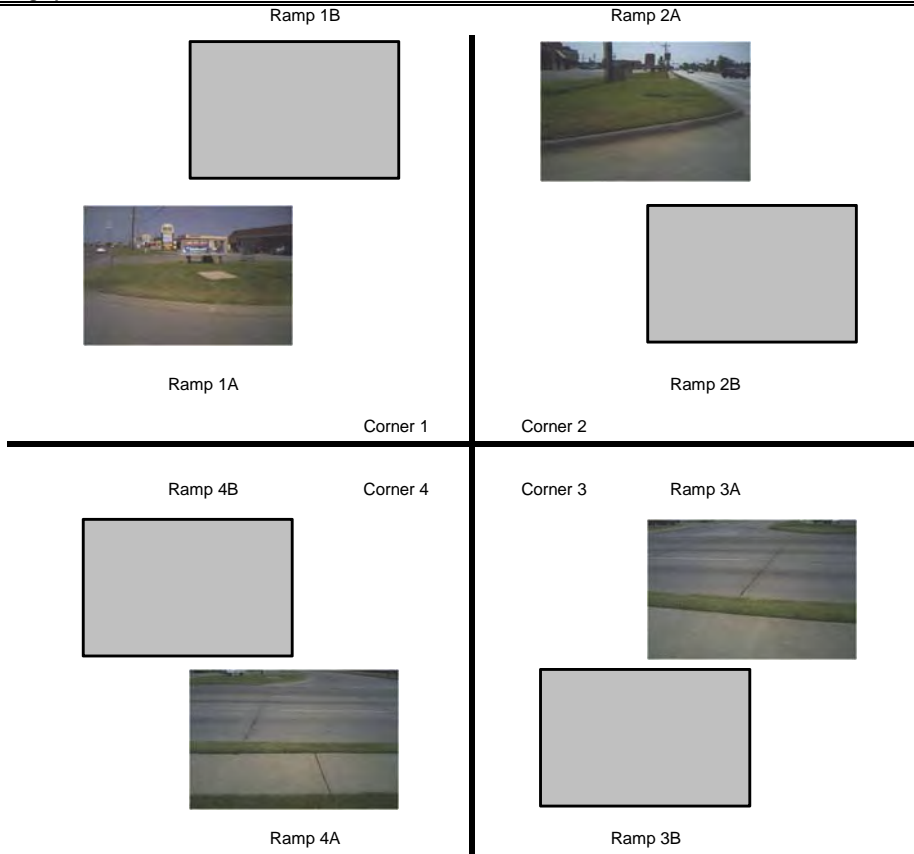 Ramp 1B Ramp 2A
Ramp 1A Ramp 2B
Corner 1 Corner 2
Ramp 4B Corner 4 Corner 3 Ramp 3A
Ramp 4A Ramp 3B